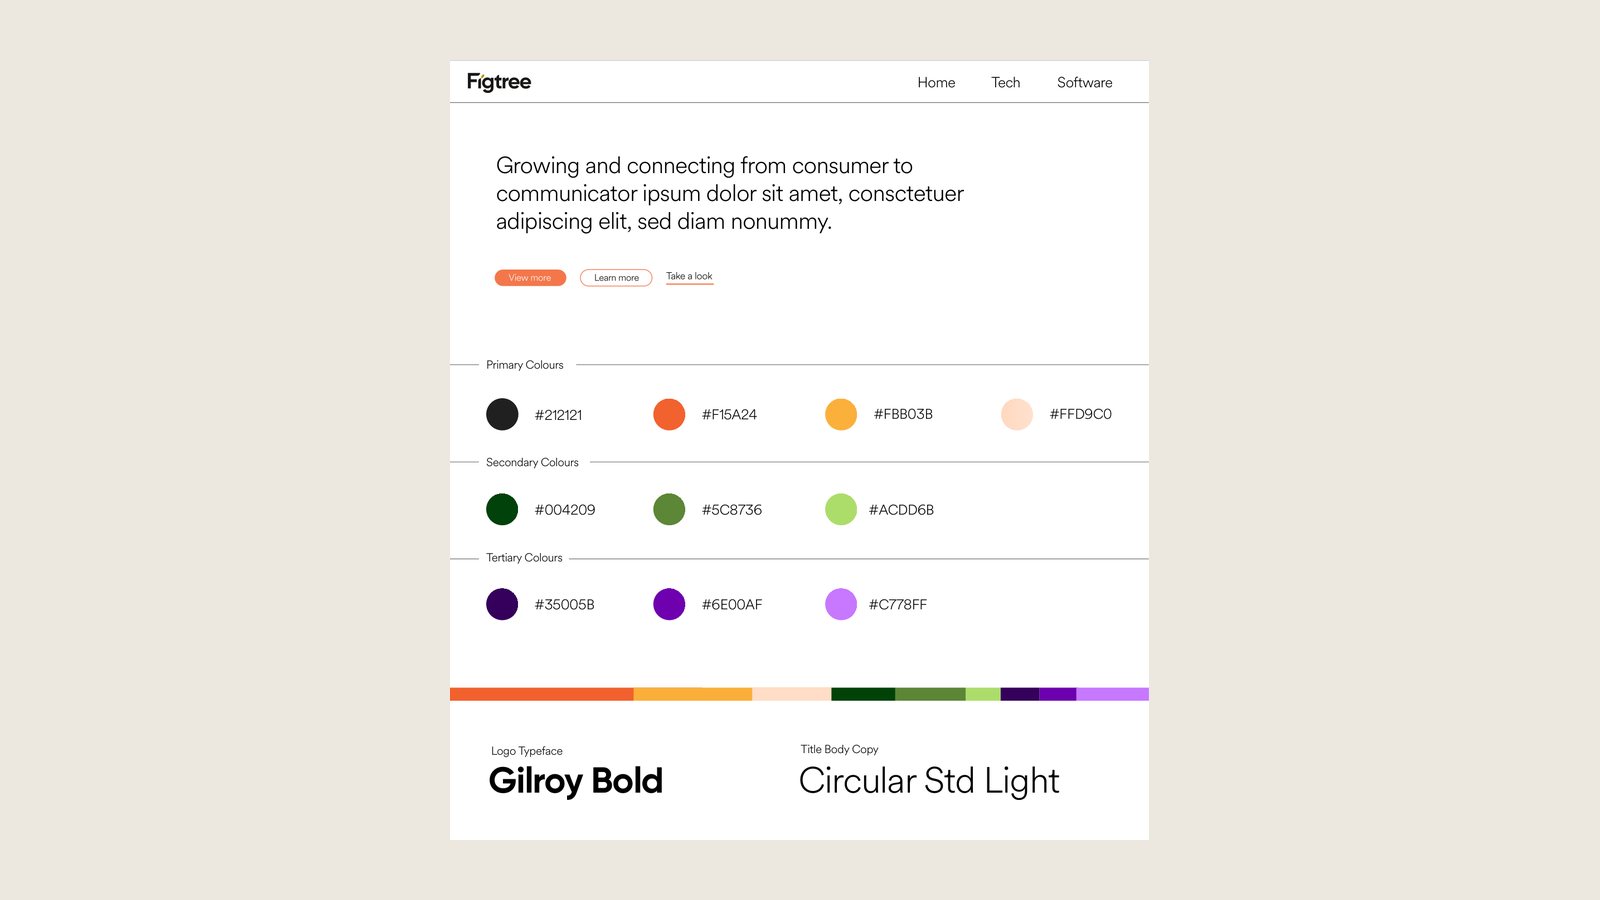 Figtree
Home Tech Software
Growing and connecting from consumer to
communicator ipsum dolor sit amet, consctetuer
adipiscing elit, sed diam nonummy.
View more Learn more Take a look
Primary Colours
#212121 #F15A24 #FBB03B #FFD9C0
Secondary Colours
#004209 #5C8736 #ACDD6B
Tertiary Colours
#35005B #6E00AF #C778FF
Logo Typeface
Gilroy Bold
Title Body Copy
Circular Std Light